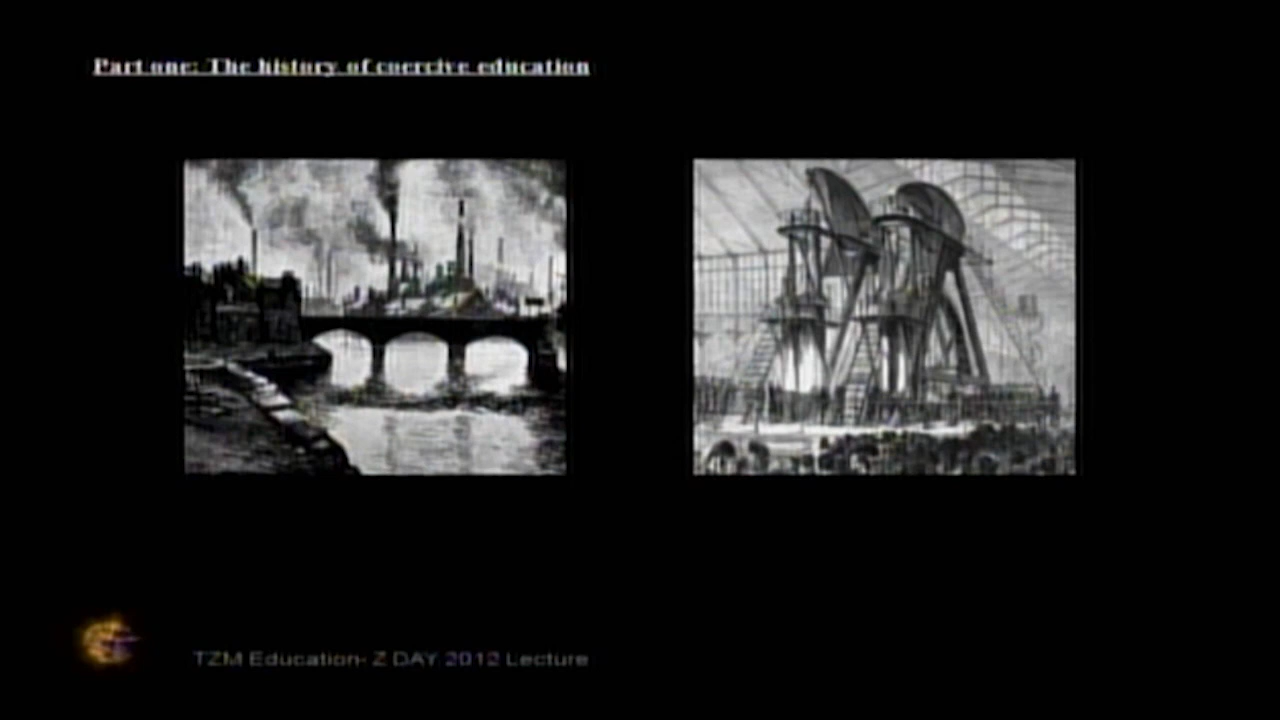 Part one: The history of coercive education
TZM Education- Z DAY 2012 Lecture